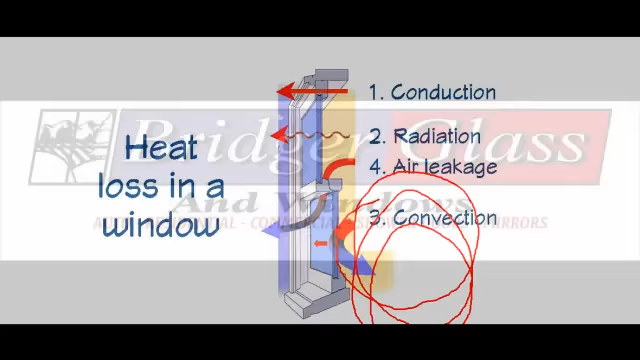 Heat
loss in a
window
1. Conduction
2. Radiation
4. Air leakage
3. Convection
Bridger Glass
And Windows